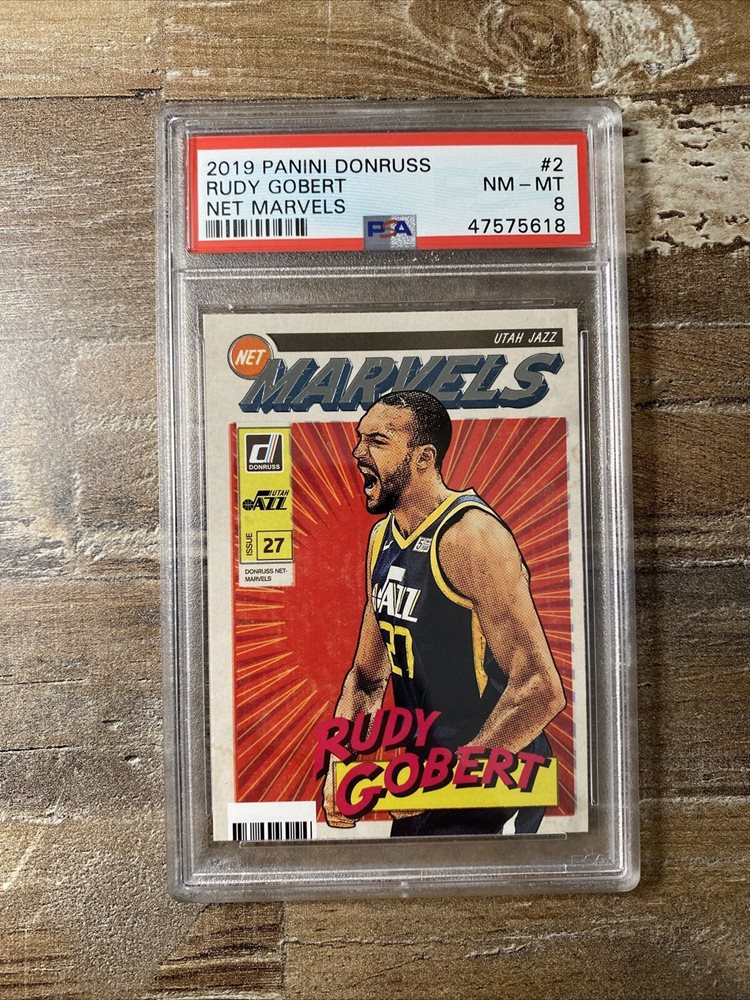 2019 PANINI DONRUSS #2
RUDY GOBERT NM - MT
NET MARVELS 8
PSA 47575618
UTAH JAZZ
NET
MARVELS
DONRUSS
UTAH
JAZZ
ISSUE 27
DONRUSS NET-
MARVELS
JAZZ
27
RUDY
GOBERT